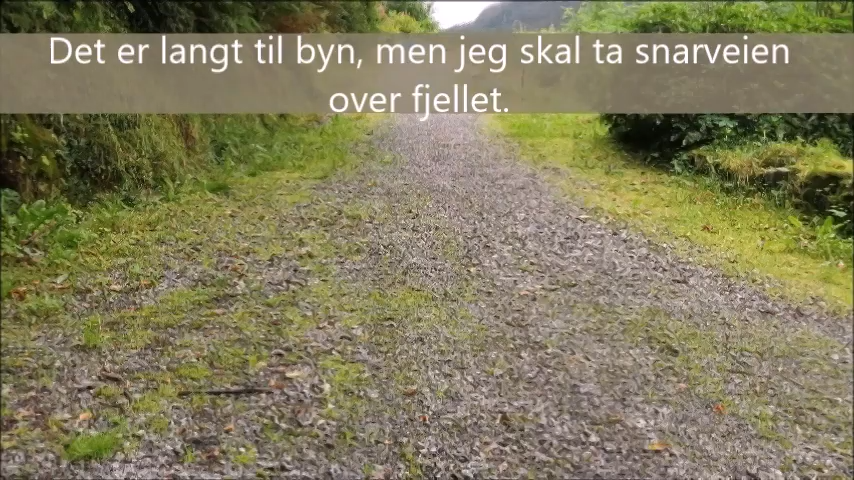 Det er langt til byn, men jeg skal ta snarveien
over fjellet.